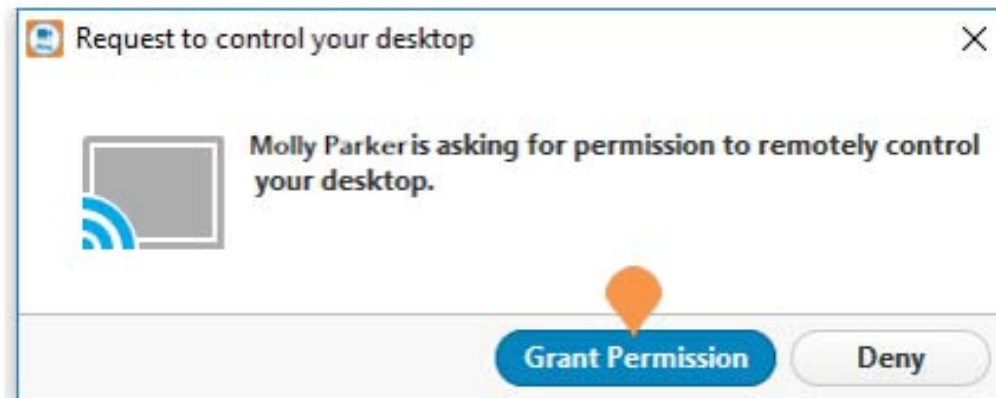 Request to control your desktop
Molly Parker is asking for permission to remotely control
your desktop.
Grant Permission
Deny